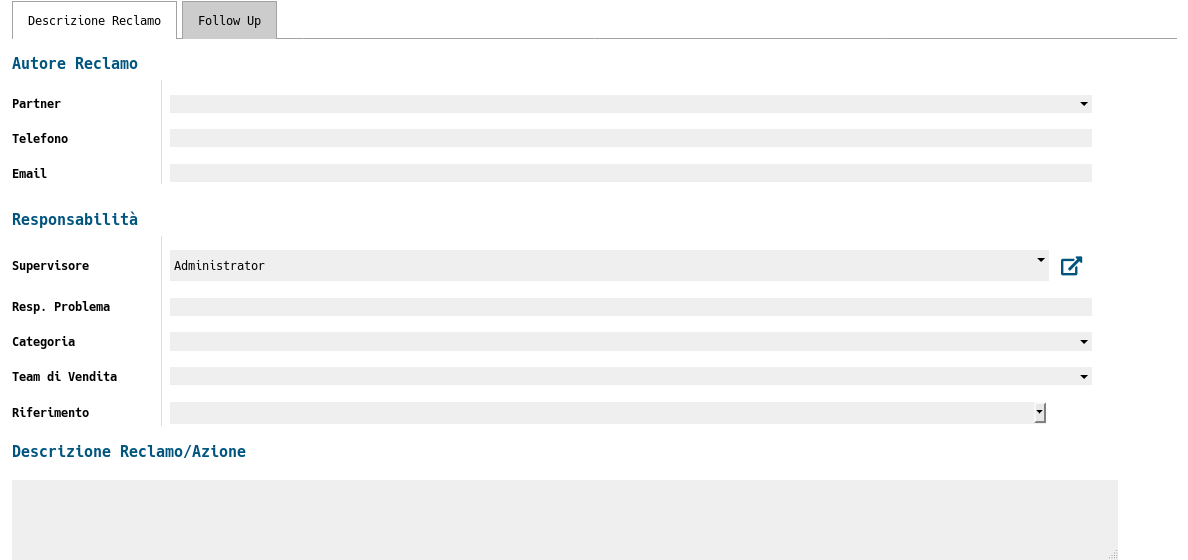 Descrizione Reclamo
Follow Up
Autore Reclamo
Partner
Telefono
Email
Responsabilità
Supervisore
Administrator
Resp. Problema
Categoria
Team di Vendita
Riferimento
Descrizione Reclamo/Azione